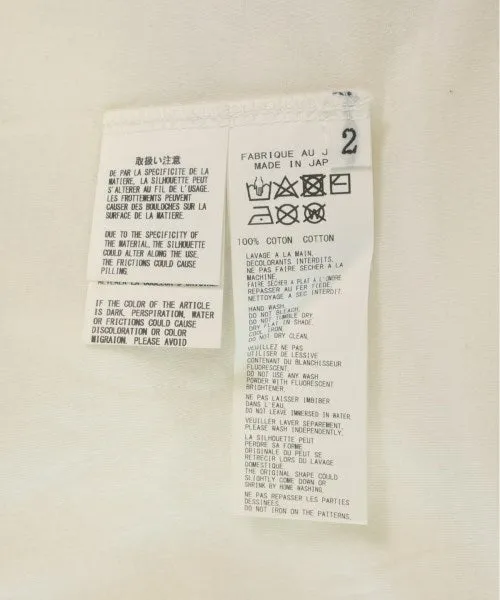 取扱い注意
DE PAR LA SPECIFICITE DE LA
MATIERE, LA SILHOUETTE PEUT
S'ALTERER AU FIL DE L'USAGE.
LES FRUTTEMENTS PEUVENT
CAUSER DES BOULOCHES SUR LA
SURFACE DE LA MATIERE.
DUE TO THE SPECIFICITY OF
THE MATERIAL, THE SILHOUETTE
COULD ALTER ALONG THE USE.
THE FRICTIONS COULD CAUSE
PILLING.
IF THE COLOR OF THE ARTICLE
IS DARK, PERSPIRATION, WATER
OR FRICTIONS COULD CAUSE
DISCOLORATION OR COLOR
MIGRAION. PLEASE AVOID
2
FABRIQUE AU J
MADE IN JAP
100% COTON COTTON
LAVAGE A LA MAIN.
DECOLORANTS INTERDITS.
NE PAS FAIRE SECHER A LA
MACHINE.
FAIRE SECHER A PLAT A L'OMBRE
REPASSER AU FER TIEDE.
NETTOYAGE A SEC INTERDIT.
HAND WASH.
DO NOT BLEACH.
DO NOT TUMBLE DRY
DRY FLAT IN SHADE.
COOL IRON.
DO NOT DRY CLEAN.
VEUILLEZ NE PAS
UTILISER DE LESSIVE
CONTENANT DU BLANCHISSEUR
FLUORESCENT.
DO NOT USE ANY WASH
POWDER WITH FLUORESCENT
BRIGHTENER.
NE PAS LAISSER IMBIBER
DANS L'EAU.
DO NOT LEAVE IMMERSED IN WATER
VEUILLER LAVER SEPAREMENT.
PLEASE WASH INDEPENDENTLY.
LA SILHOUETTE PEUT
PERDRE SA FORME
ORIGINALE OU PEUT SE
RETRECIR LORS DU LAVAGE
DOMESTIQUE.
THE ORIGINAL SHAPE COULD
SLIGHTLY COME DOWN OR
SHRINK BY HOME WASHING.
NE PAS REPASSER LES PARTIES
DESSINEES.
DO NOT IRON ON THE PATTERNS.